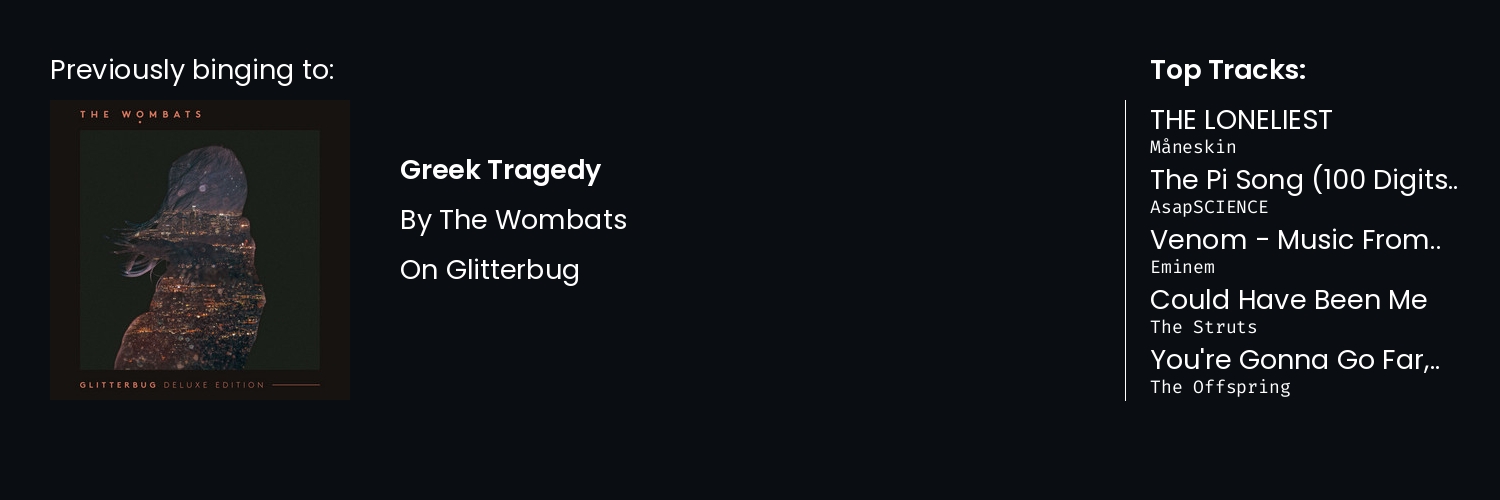 Previously binging to:
THE WOMBATS
GLITTERBUG DELUXE EDITION
Greek Tragedy
By The Wombats
On Glitterbug
Top Tracks:
THE LONELIEST
Måneskin
The Pi Song (100 Digits..
AsapSCIENCE
Venom - Music From..
Eminem
Could Have Been Me
The Struts
You're Gonna Go Far,..
The Offspring